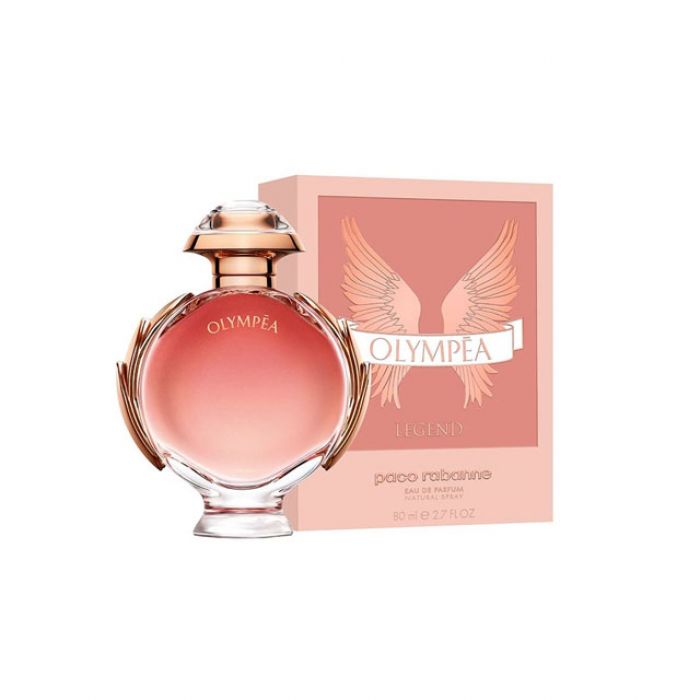 OLYMPĒA
OLYMPĒA
LEGEND
paco rabanne
EAU DE PARFUM
NATURAL SPRAY
80 ml e 2.7 FL.OZ